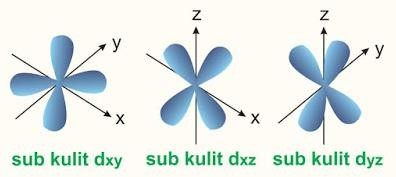 y
x
sub kulit dxy
z
x
sub kulit dxz
z
y
sub kulit dyz